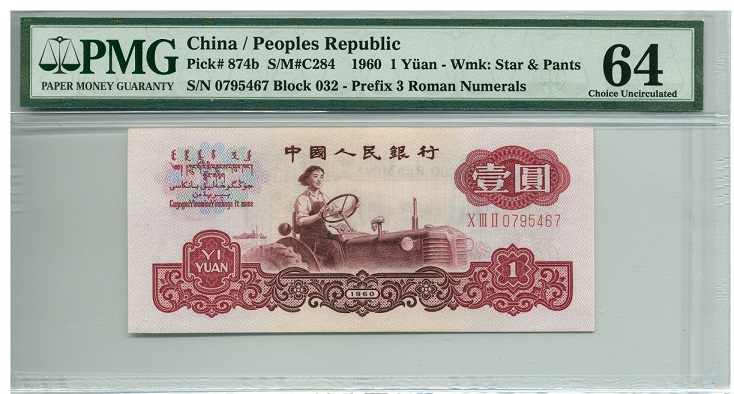 PMG
PAPER MONEY GUARANTY
China / Peoples Republic
Pick# 874b S/M#C284 1960 1 Yüan - Wmk: Star & Pants
S/N 0795467 Block 032 - Prefix 3 Roman Numerals
64
Choice Uncirculated
中國人民銀行
壹圓
X III II 0795467
YI
YUAN
1960
1